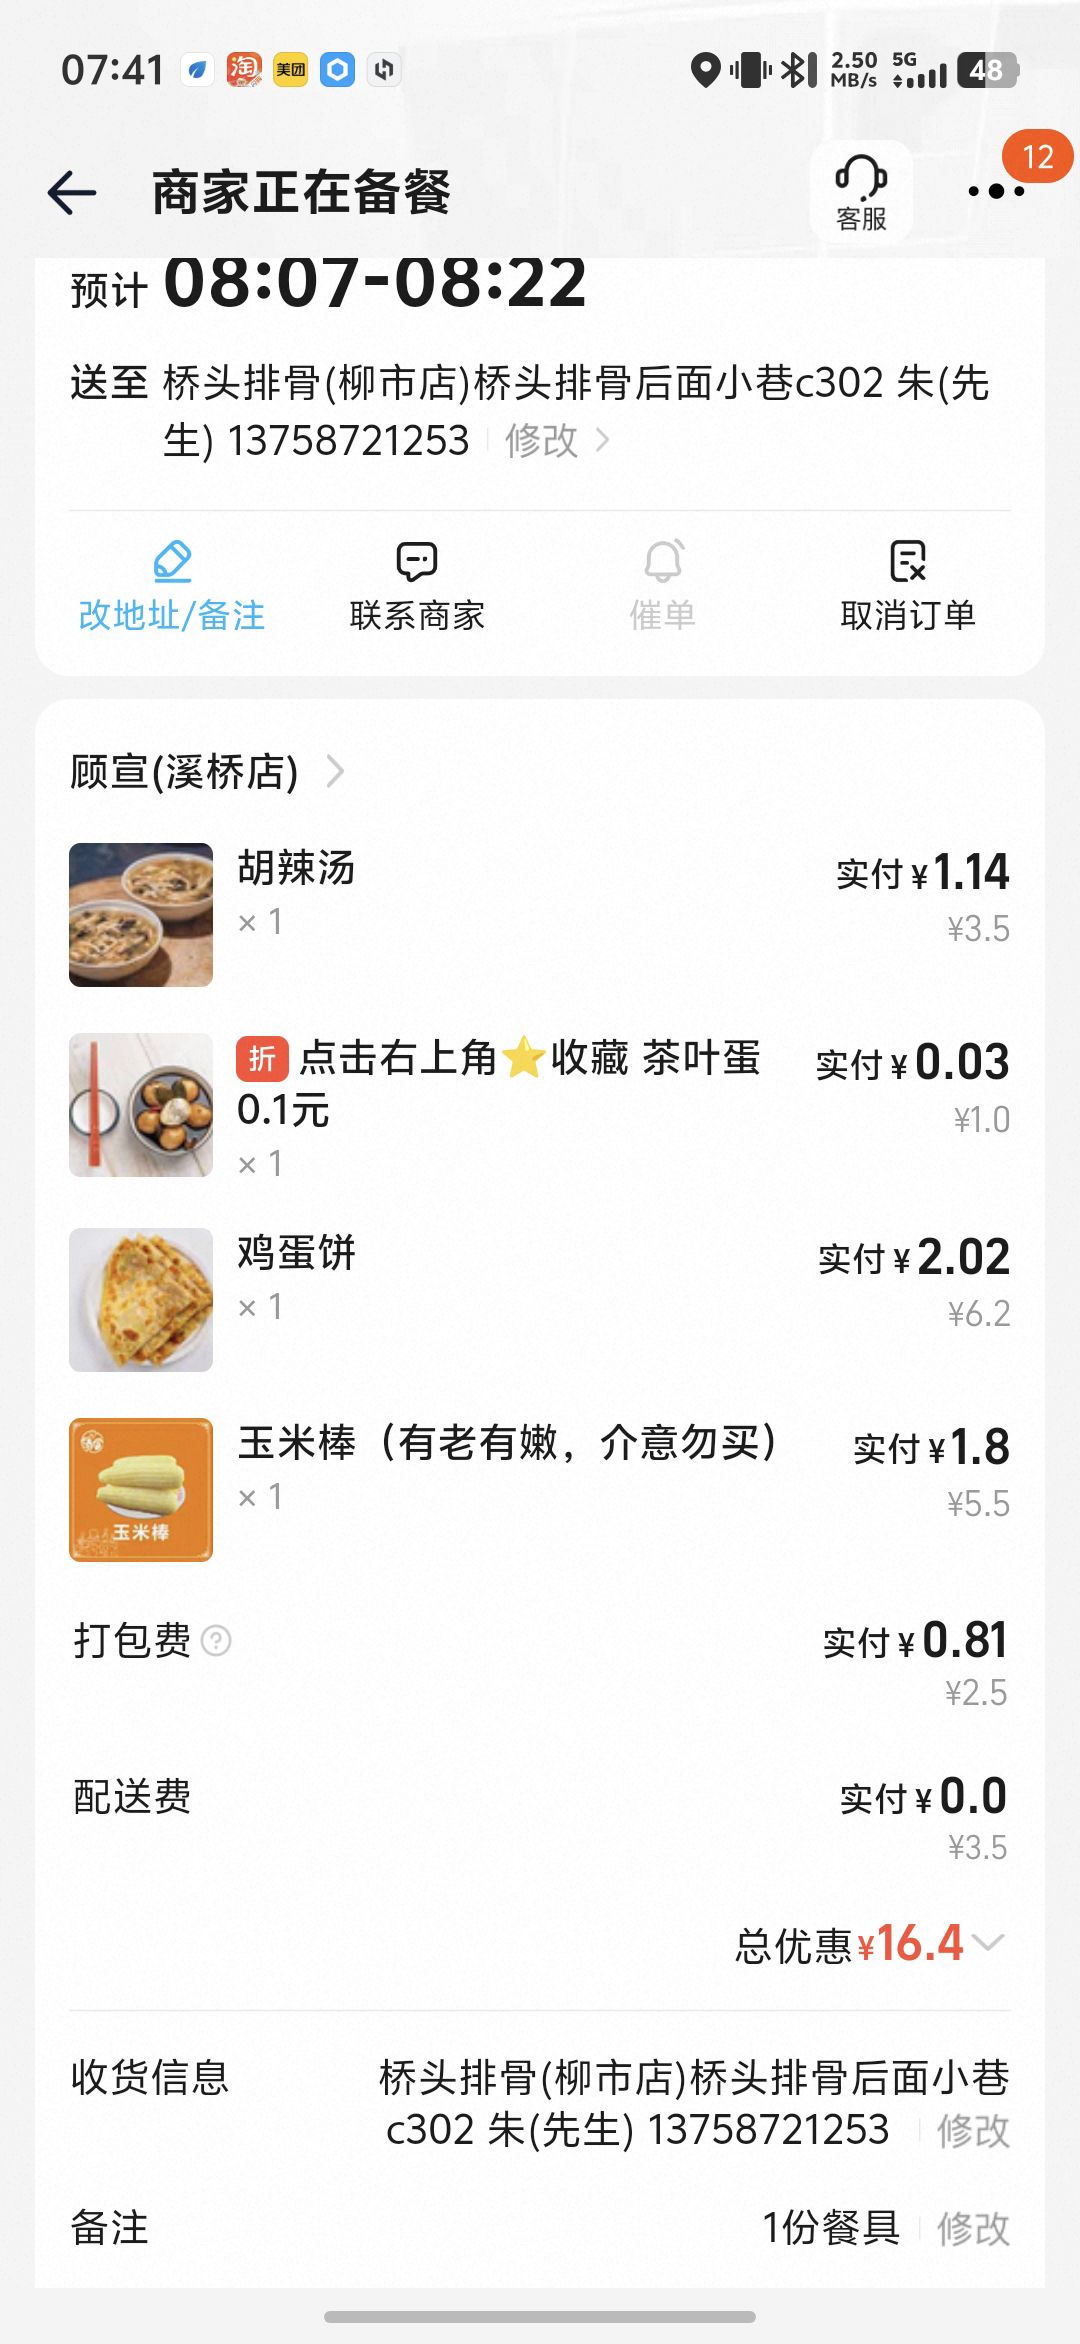 07:41
淘
美团
2.50 MB/s
5G
48
商家正在备餐
客服
12
预计 08:07-08:22
送至 桥头排骨(柳市店)桥头排骨后面小巷c302 朱(先
生) 13758721253 修改
改地址/备注
联系商家
催单
取消订单
顾宣(溪桥店)
胡辣汤
实付 ¥1.14
× 1
¥3.5
折 点击右上角⭐收藏 茶叶蛋
0.1元
实付 ¥0.03
¥1.0
× 1
鸡蛋饼
实付 ¥2.02
× 1
¥6.2
玉米棒（有老有嫩，介意勿买）
实付 ¥1.8
× 1
¥5.5
玉米棒
打包费
实付 ¥0.81
¥2.5
配送费
实付 ¥0.0
¥3.5
总优惠¥16.4
收货信息
桥头排骨(柳市店)桥头排骨后面小巷
c302 朱(先生) 13758721253 修改
备注
1份餐具 修改